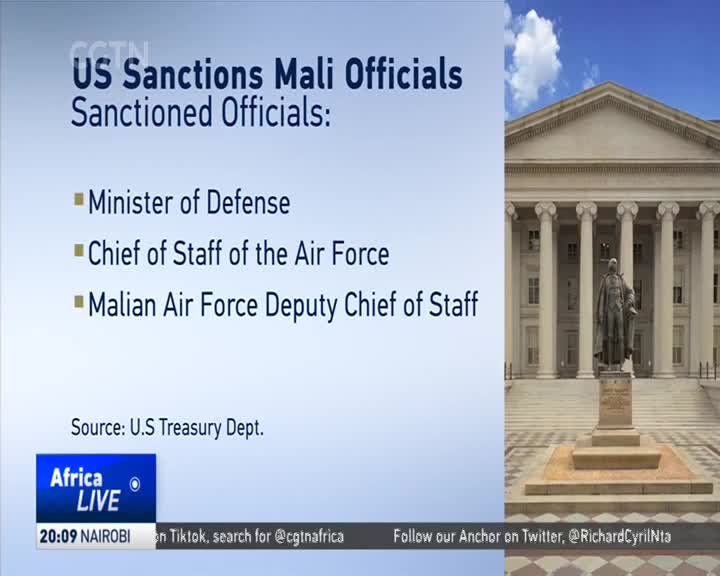 CGTN
US Sanctions Mali Officials
Sanctioned Officials:
Minister of Defense
Chief of Staff of the Air Force
Malian Air Force Deputy Chief of Staff
Source: U.S Treasury Dept.
Africa
LIVE
20:09 NAIROBI
on Tiktok, search for @cgtnafrica Follow our Anchor on Twitter, @RichardCyrilNta